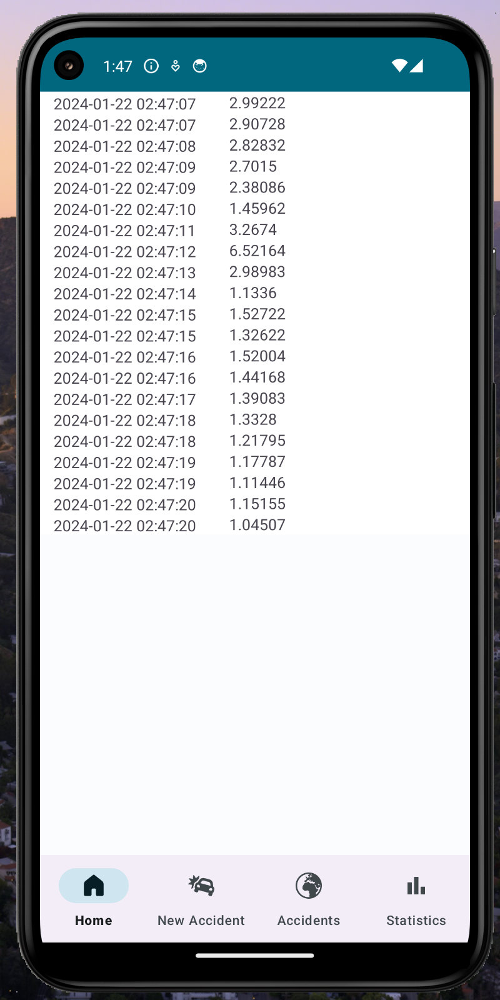 1:47
2024-01-22 02:47:07 2.99222
2024-01-22 02:47:07 2.90728
2024-01-22 02:47:08 2.82832
2024-01-22 02:47:09 2.7015
2024-01-22 02:47:09 2.38086
2024-01-22 02:47:10 1.45962
2024-01-22 02:47:11 3.2674
2024-01-22 02:47:12 6.52164
2024-01-22 02:47:13 2.98983
2024-01-22 02:47:14 1.1336
2024-01-22 02:47:15 1.52722
2024-01-22 02:47:15 1.32622
2024-01-22 02:47:16 1.52004
2024-01-22 02:47:16 1.44168
2024-01-22 02:47:17 1.39083
2024-01-22 02:47:18 1.3328
2024-01-22 02:47:18 1.21795
2024-01-22 02:47:19 1.17787
2024-01-22 02:47:19 1.11446
2024-01-22 02:47:20 1.15155
2024-01-22 02:47:20 1.04507
Home New Accident Accidents Statistics